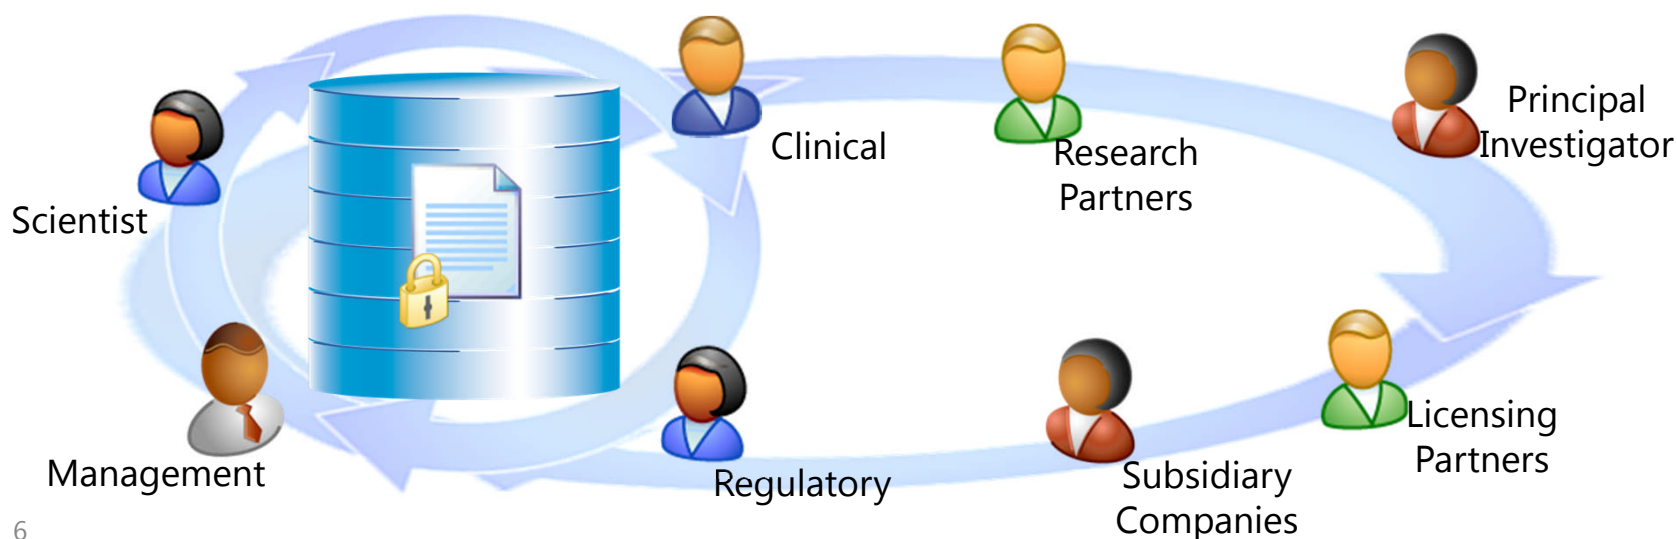 Clinical
Research
Partners
Principal
Investigator
Scientist
Management
Regulatory
Subsidiary
Companies
Licensing
Partners
6